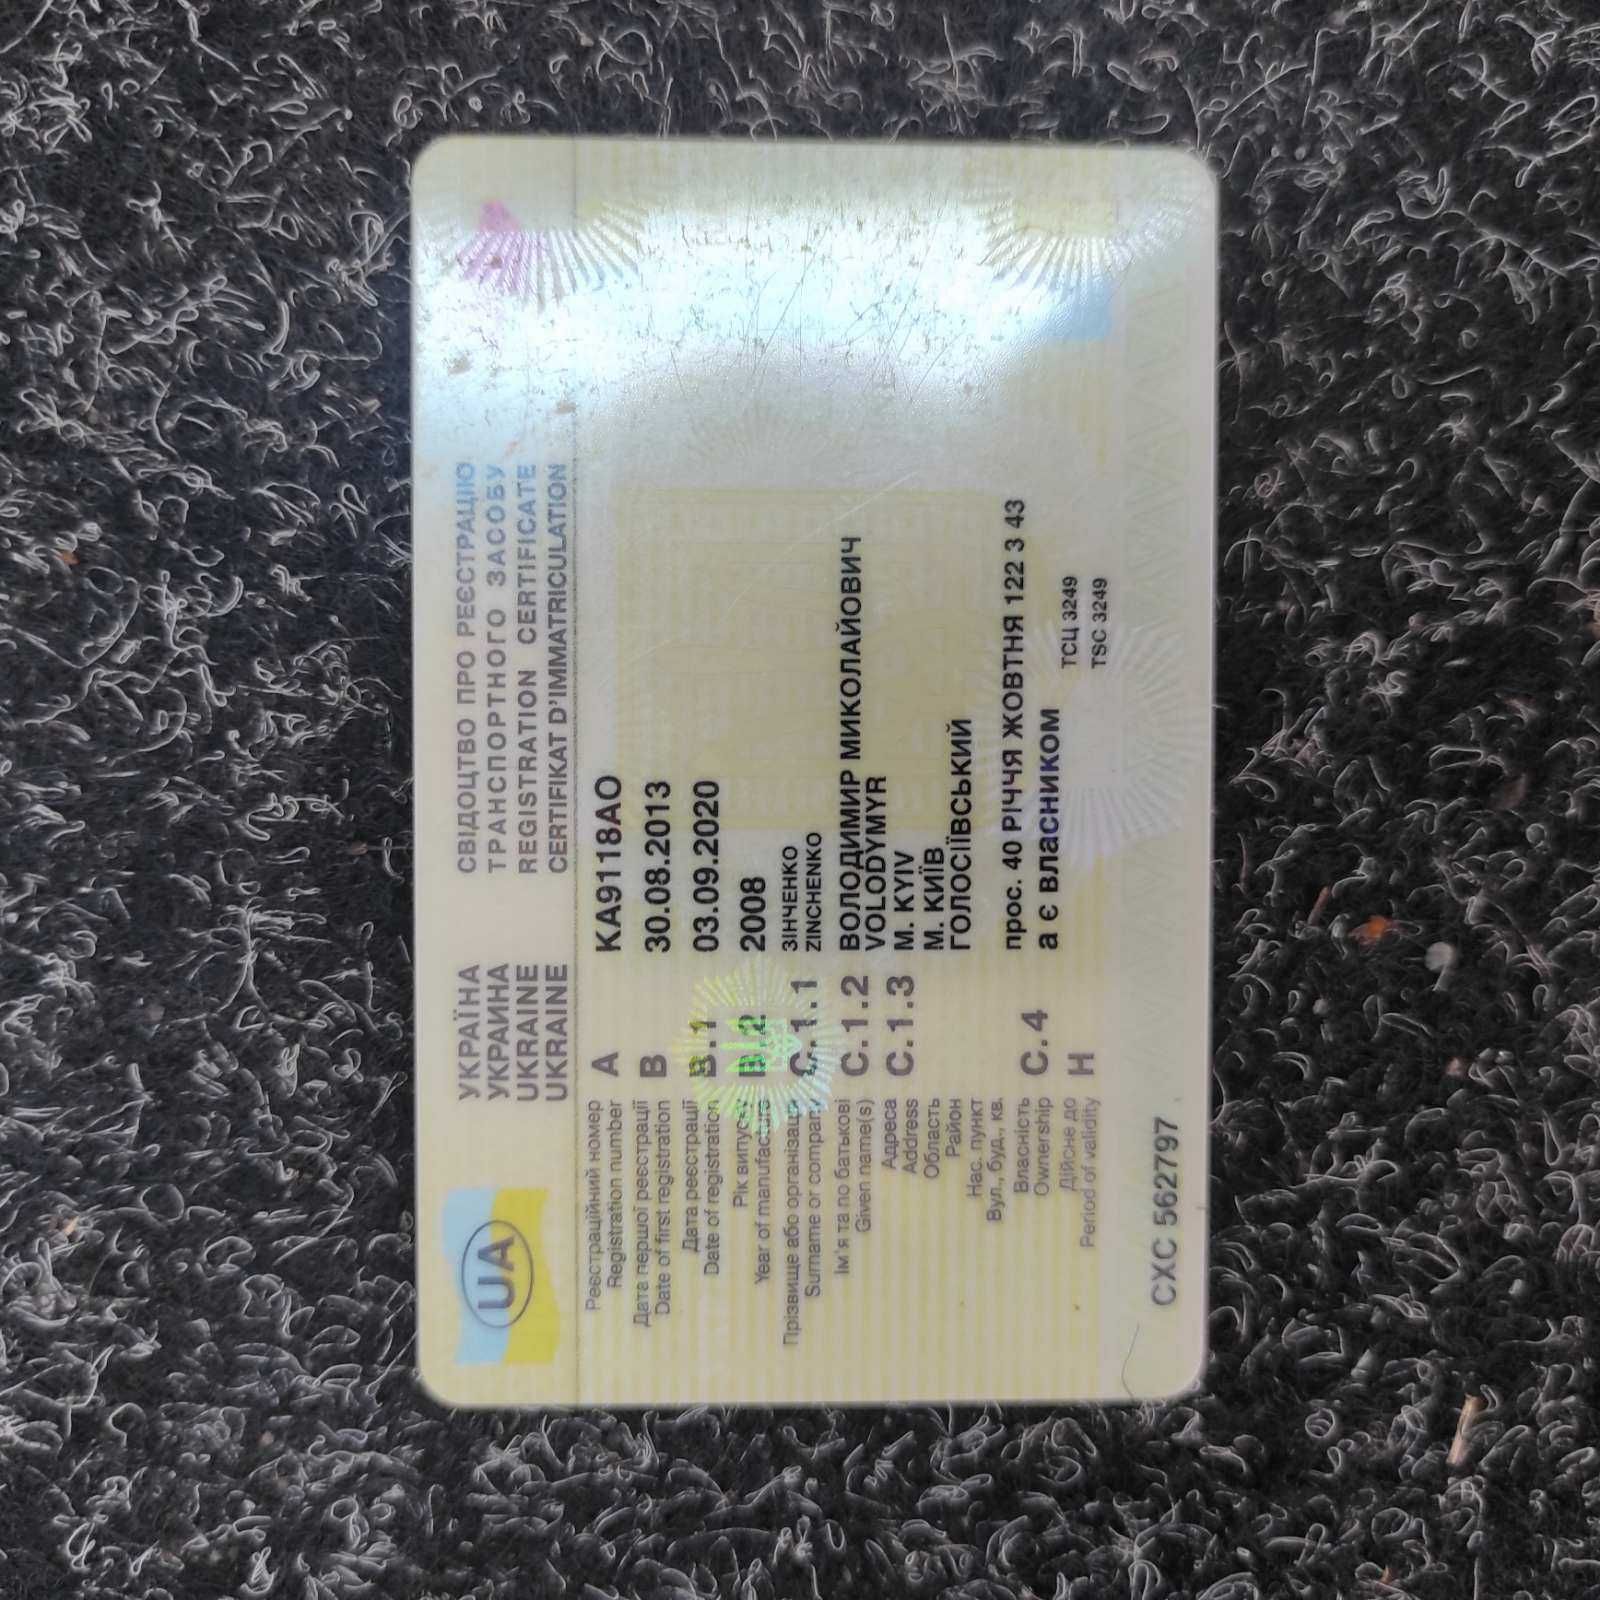 UA
УКРАЇНА
УКРАИНА
UKRAINE
UKRAINE
СВІДОЦТВО ПРО РЕЄСТРАЦІЮ
ТРАНСПОРТНОГО ЗАСОБУ
REGISTRATION CERTIFICATE
CERTIFIKAT D'IMMATRICULATION
Реєстраційний номер
Registration number A KA9118AO
Дата першої реєстрації
Date of first registration B 30.08.2013
Дата реєстрації
Date of registration B.1 03.09.2020
Рік випуску
Year of manufacture B.2 2008
Прізвище або організація
Surname or company C.1.1 ЗІНЧЕНКО
ZINCHENKO
Ім'я та по батькові
Given name(s) C.1.2 ВОЛОДИМИР МИКОЛАЙОВИЧ
VOLODYMYR
Адреса
Address C.1.3 M. KYIV
Область М. КИЇВ
Район ГОЛОСІЇВСЬКИЙ
Нас. пункт
Вул., буд., кв. прос. 40 РІЧЧЯ ЖОВТНЯ 122 3 43
Власність
Ownership C.4 а є власником
Дійсне до
Period of validity H
ТСЦ 3249
TSC 3249
СХС 562797